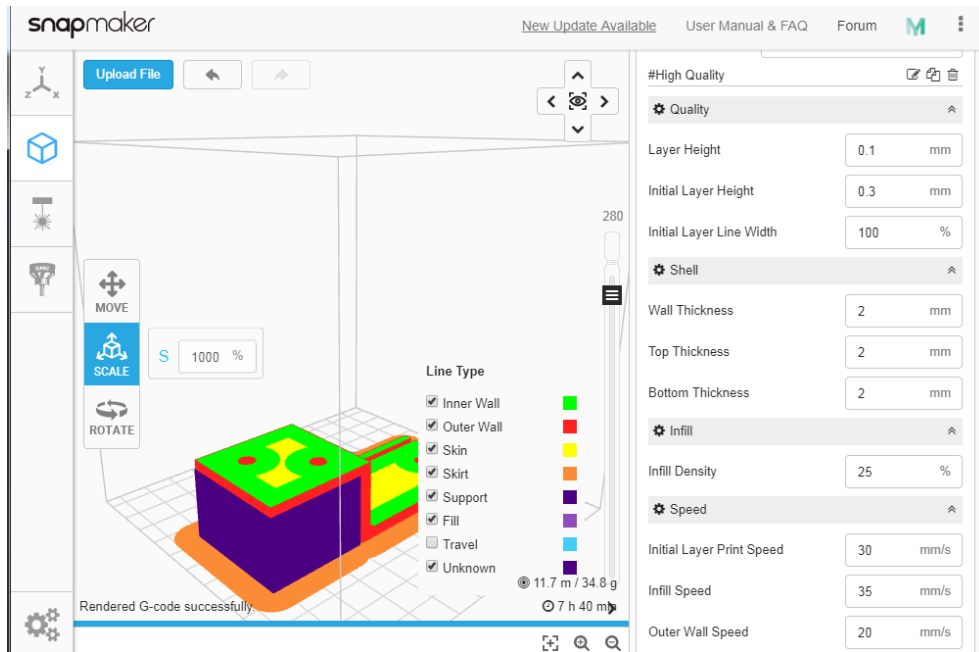 snapmaker
New Update Available
User Manual & FAQ
Forum
Upload File
Y
Z
X
CNC
MOVE
SCALE
S 1000 %
ROTATE
280
Line Type
Inner Wall
Outer Wall
Skin
Skirt
Support
Fill
Travel
Unknown
11.7 m / 34.8 g
Rendered G-code successfully.
7 h 40 min
#High Quality
Quality
Layer Height 0.1 mm
Initial Layer Height 0.3 mm
Initial Layer Line Width 100 %
Shell
Wall Thickness 2 mm
Top Thickness 2 mm
Bottom Thickness 2 mm
Infill
Infill Density 25 %
Speed
Initial Layer Print Speed 30 mm/s
Infill Speed 35 mm/s
Outer Wall Speed 20 mm/s